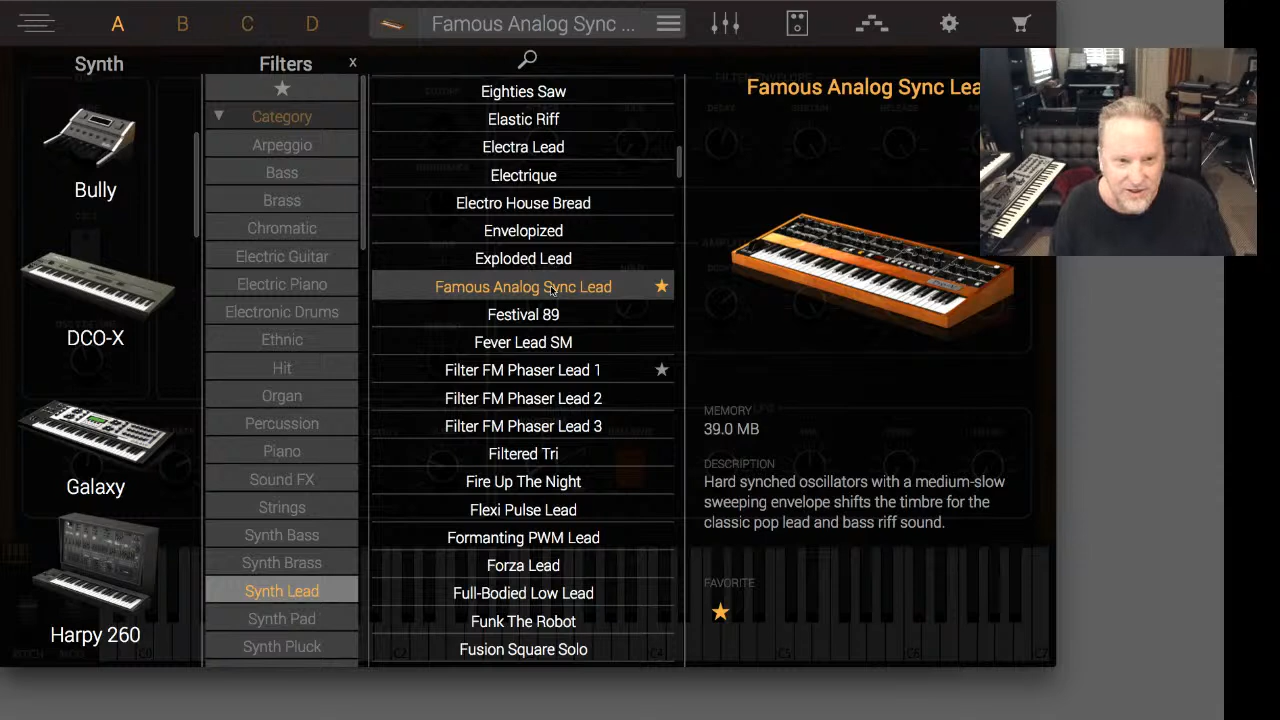 A
B
C
D
Famous Analog Sync ...
Synth
Bully
DCO-X
Galaxy
Harpy 260
Filters
x
Category
Arpeggio
Bass
Brass
Chromatic
Electric Guitar
Electric Piano
Electronic Drums
Ethnic
Hit
Organ
Percussion
Piano
Sound FX
Strings
Synth Bass
Synth Brass
Synth Lead
Synth Pad
Synth Pluck
Eighties Saw
Elastic Riff
Electra Lead
Electrique
Electro House Bread
Envelopized
Exploded Lead
Famous Analog Sync Lead
Festival 89
Fever Lead SM
Filter FM Phaser Lead 1
Filter FM Phaser Lead 2
Filter FM Phaser Lead 3
Filtered Tri
Fire Up The Night
Flexi Pulse Lead
Formanting PWM Lead
Forza Lead
Full-Bodied Low Lead
Funk The Robot
Fusion Square Solo
Famous Analog Sync Lea
MEMORY
39.0 MB
DESCRIPTION
Hard synched oscillators with a medium-slow
sweeping envelope shifts the timbre for the
classic pop lead and bass riff sound.
FAVORITE
C0
C2
C4
C5
C6
C7